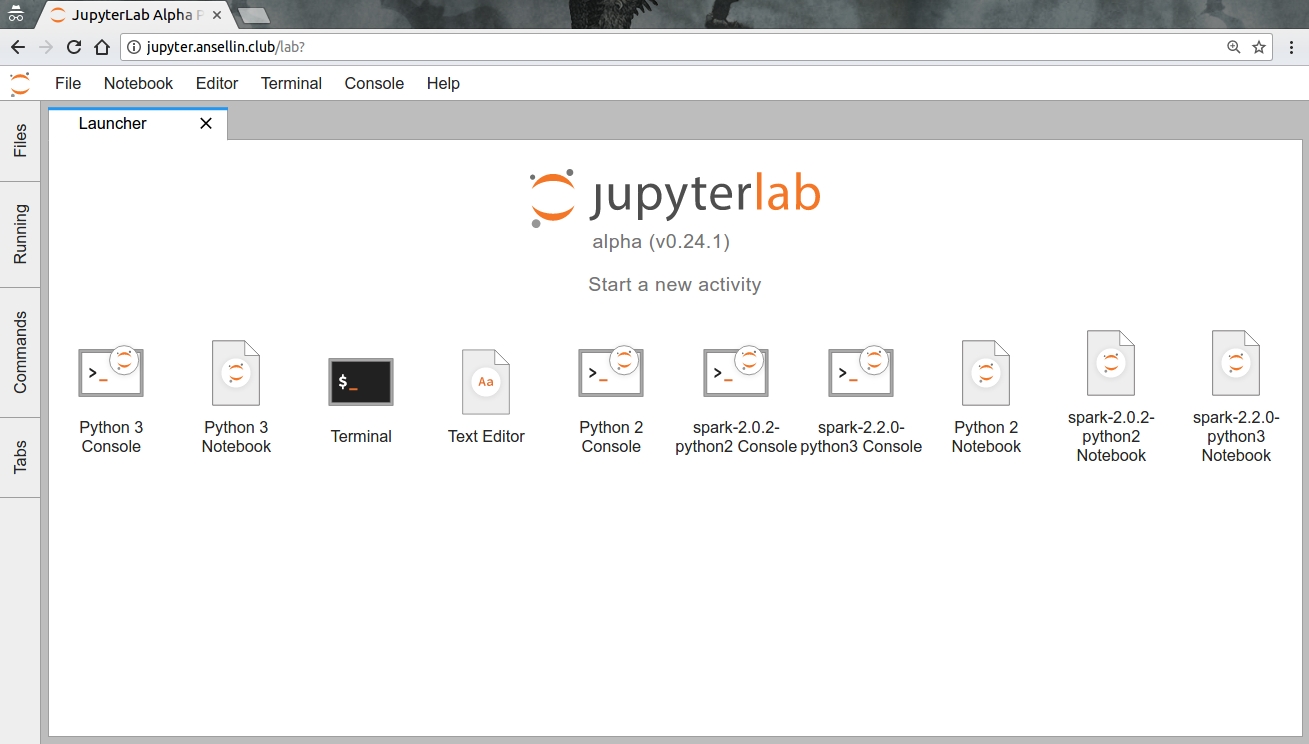 JupyterLab Alpha P
jupyter.ansellin.club/lab?
File Notebook Editor Terminal Console Help
Files
Running
Commands
Tabs
Launcher
jupyterlab
alpha (v0.24.1)
Start a new activity
>_
$_
Aa
>_
>_
>_
Python 3
Console
Python 3
Notebook
Terminal
Text Editor
Python 2
Console
spark-2.0.2-
python2 Console
spark-2.2.0-
python3 Console
Python 2
Notebook
spark-2.0.2-
python2
Notebook
spark-2.2.0-
python3
Notebook